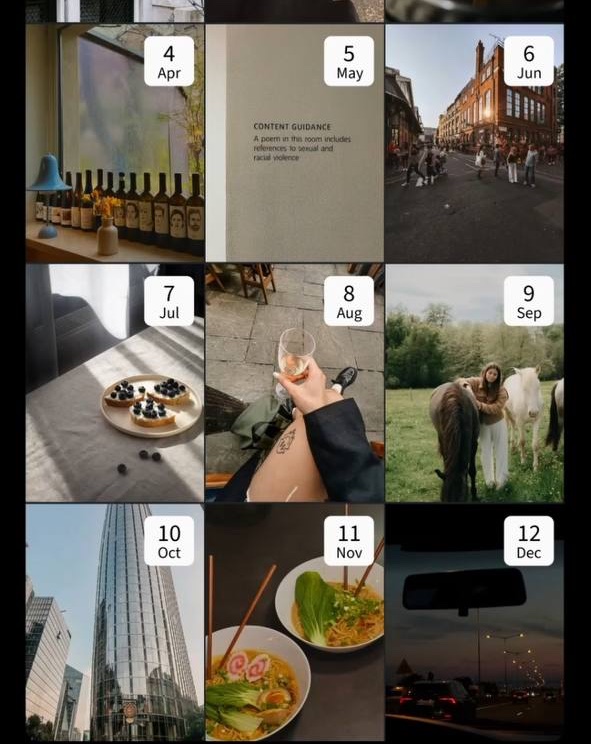 4
Apr
5
May
6
Jun
CONTENT GUIDANCE
A poem in this room includes
references to sexual and
racial violence
7
Jul
8
Aug
9
Sep
10
Oct
11
Nov
12
Dec